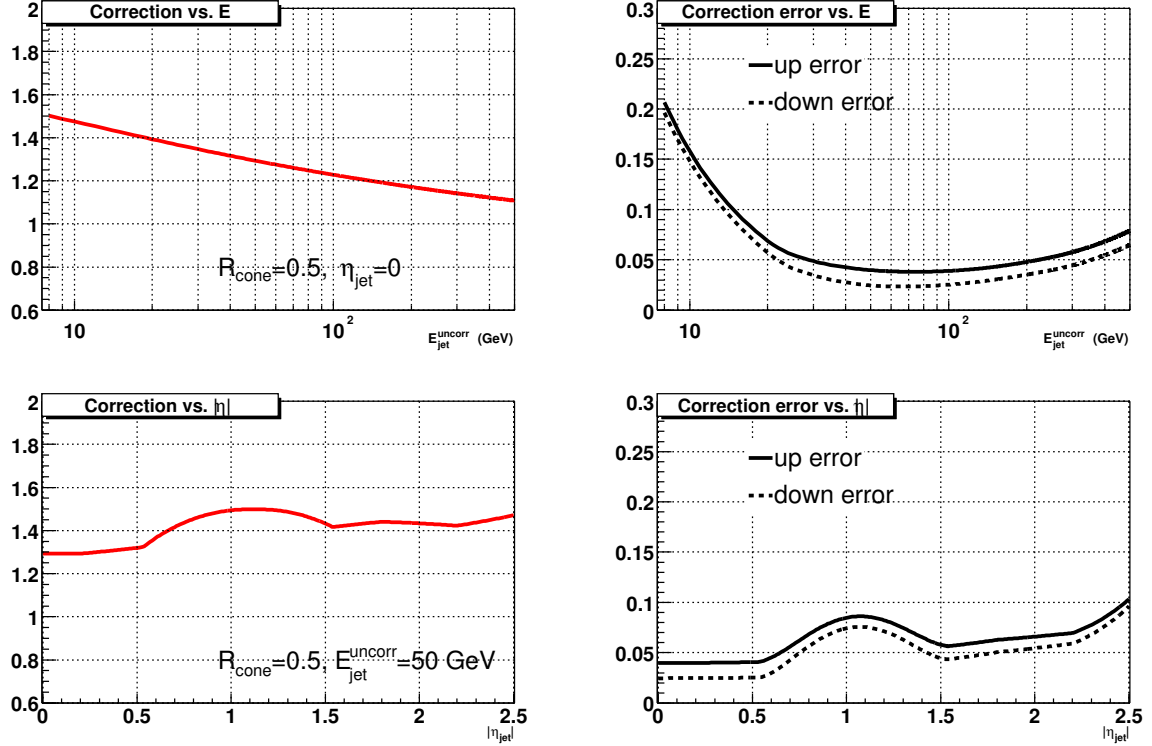 Correction vs. E
2
1.8
1.6
1.4
1.2
1
0.8
0.6
R_cone=0.5, η_jet=0
10
10^2
E_jet^uncorr (GeV)
Correction error vs. E
0.3
0.25
0.2
0.15
0.1
0.05
0
up error
down error
10
10^2
E_jet^uncorr (GeV)
Correction vs. |η|
2
1.8
1.6
1.4
1.2
1
0.8
0.6
R_cone=0.5, E_jet^uncorr=50 GeV
0 0.5 1 1.5 2 2.5
|η_jet|
Correction error vs. |η|
0.3
0.25
0.2
0.15
0.1
0.05
0
up error
down error
0 0.5 1 1.5 2 2.5
|η_jet|